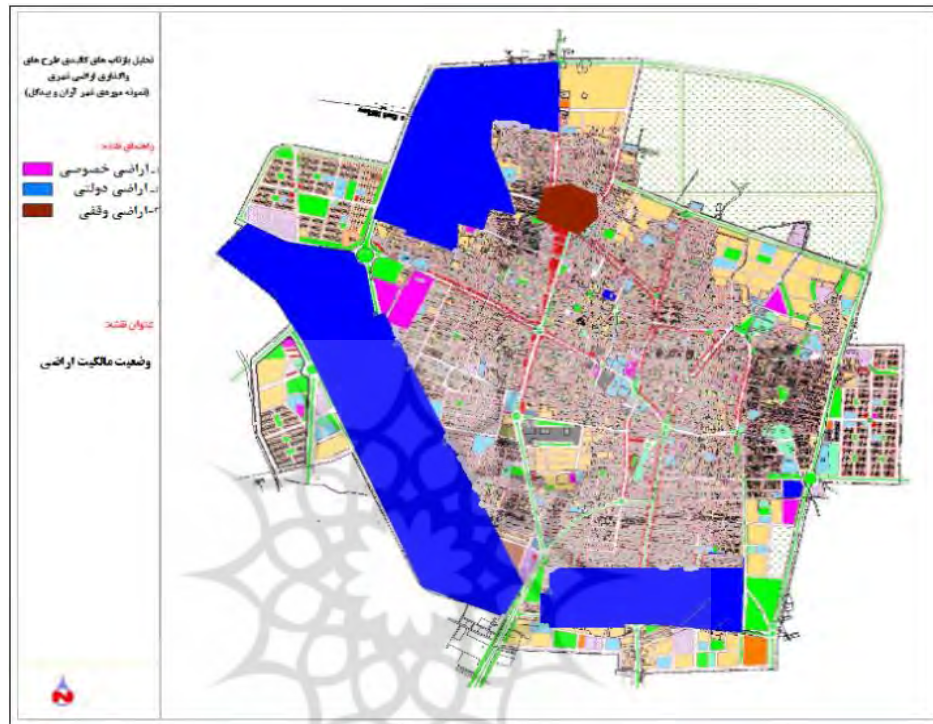 تحلیل بازتاب های کالبدی طرح های
واگذاری اراضی شهری
(نمونه موردی شهر آران و بیدگل)
راهنمای نقشه:
۱-اراضی خصوصی
۲-اراضی دولتی
۳-اراضی وقفی
عنوان نقشه:
وضعیت مالکیت اراضی